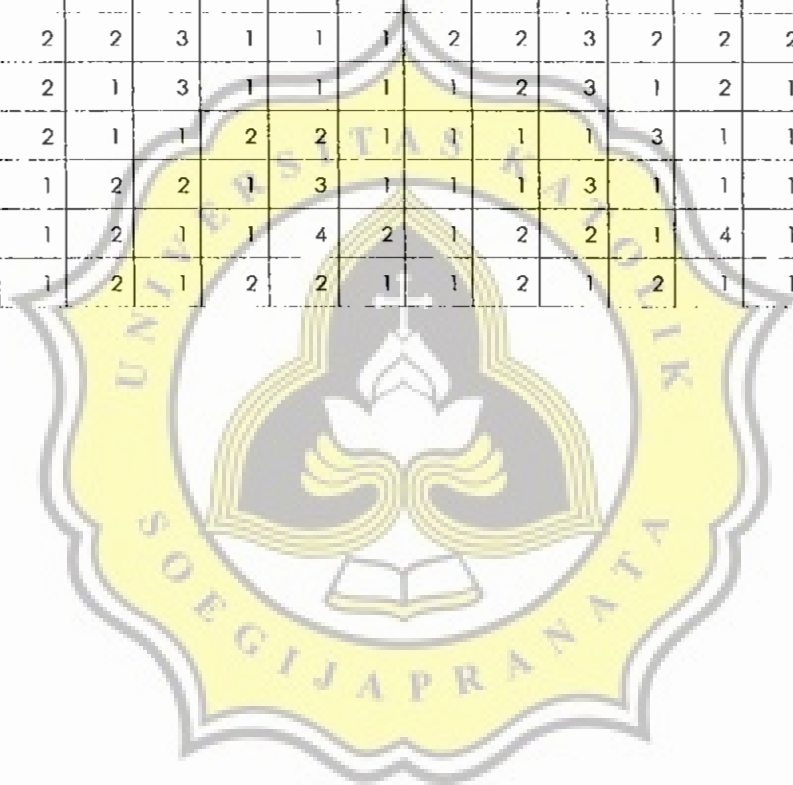 2 2 3 1 1 1 2 2 3 2 2 2
2 1 3 1 1 1 1 2 3 1 2 1
2 1 1 2 2 1 1 1 1 3 1 1
1 2 2 1 3 1 1 1 3 1 1 1
1 2 1 1 4 2 1 2 2 1 4 1
1 2 1 2 2 1 1 2 1 2 1 1
UNIVERSITAS KATOLIK
SOEGIJAPRANATA